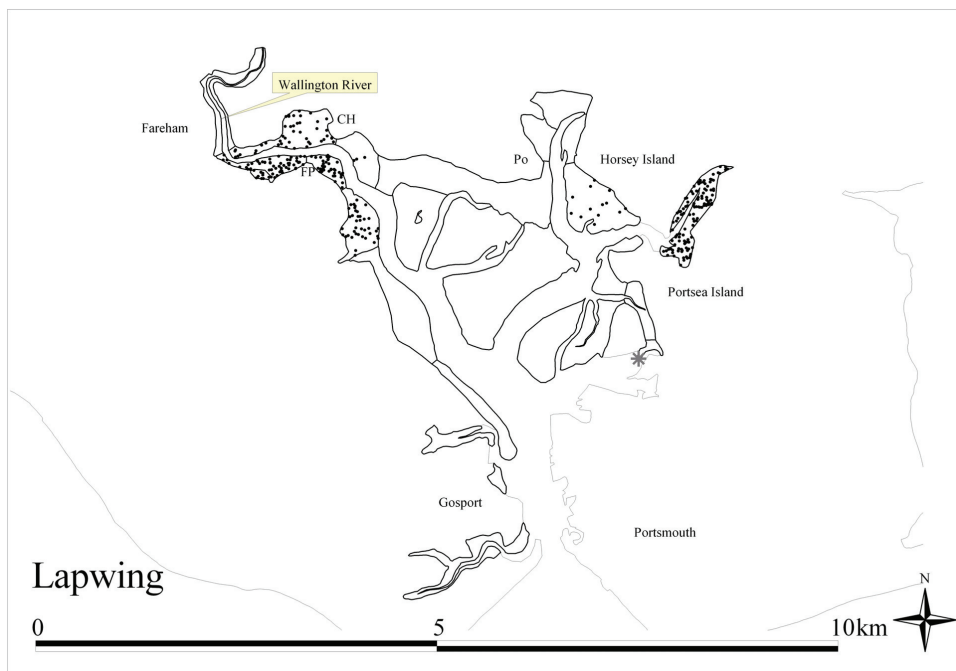 Wallington River
Fareham
CH
FP
Po
Horsey Island
Portsea Island
Gosport
Portsmouth
Lapwing
N
0
5
10km